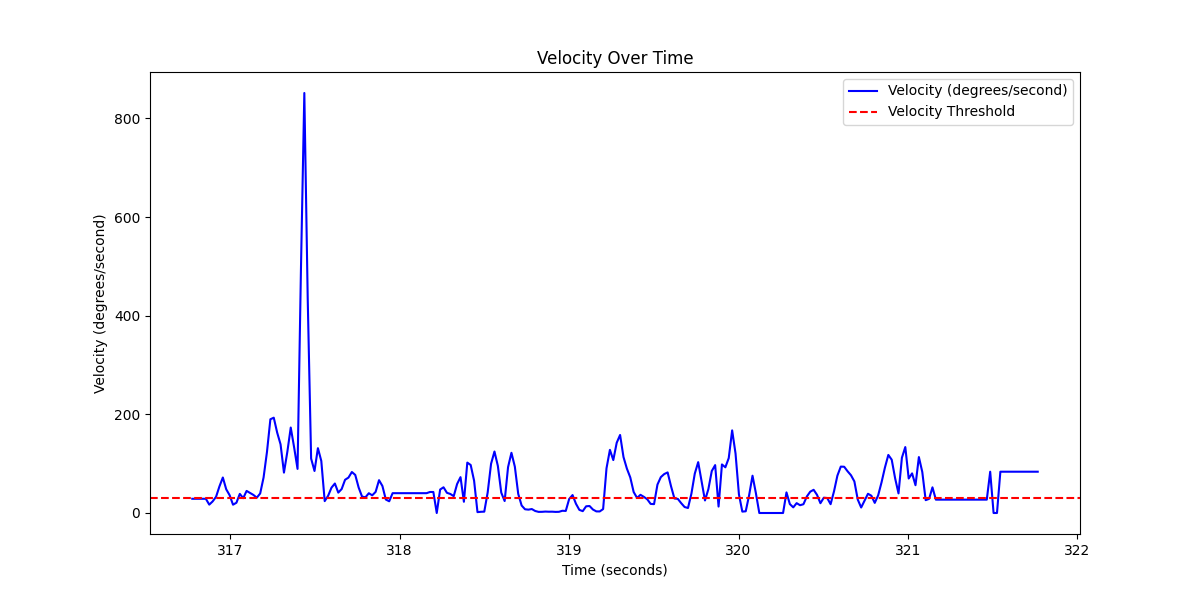 Velocity Over Time
Velocity (degrees/second)
Velocity Threshold
Velocity (degrees/second)
800
600
400
200
0
317
318
319
320
321
322
Time (seconds)